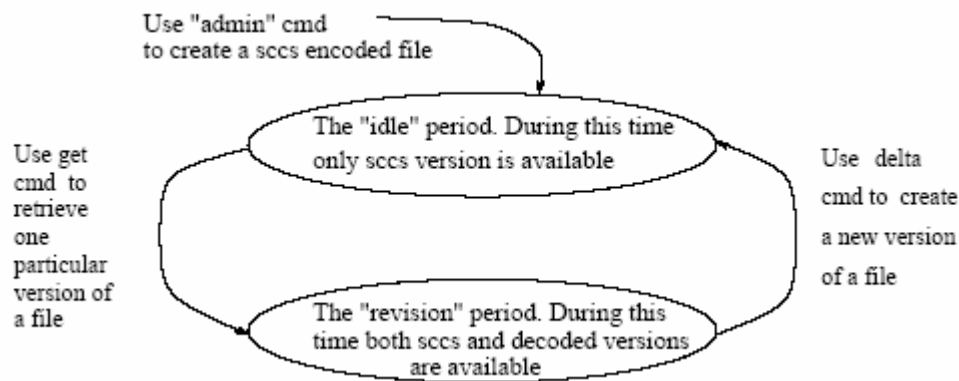 Use "admin" cmd
to create a sccs encoded file
The "idle" period. During this time
only sccs version is available
Use get
cmd to
retrieve
one
particular
version of
a file
Use delta
cmd to create
a new version
of a file
The "revision" period. During this
time both sccs and decoded versions
are available